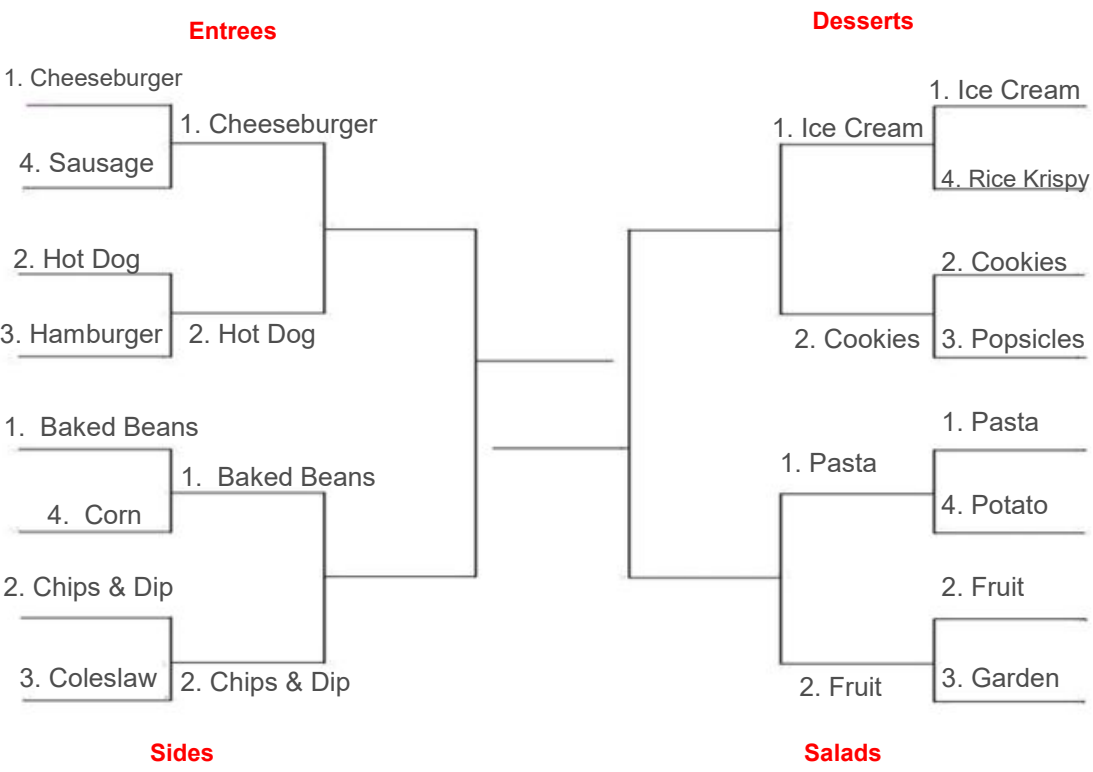 Entrees
1. Cheeseburger
1. Cheeseburger
4. Sausage
2. Hot Dog
3. Hamburger
2. Hot Dog
1. Baked Beans
1. Baked Beans
4. Corn
2. Chips & Dip
3. Coleslaw
2. Chips & Dip
Sides
Desserts
1. Ice Cream
1. Ice Cream
4. Rice Krispy
2. Cookies
2. Cookies
3. Popsicles
1. Pasta
1. Pasta
4. Potato
2. Fruit
2. Fruit
3. Garden
Salads